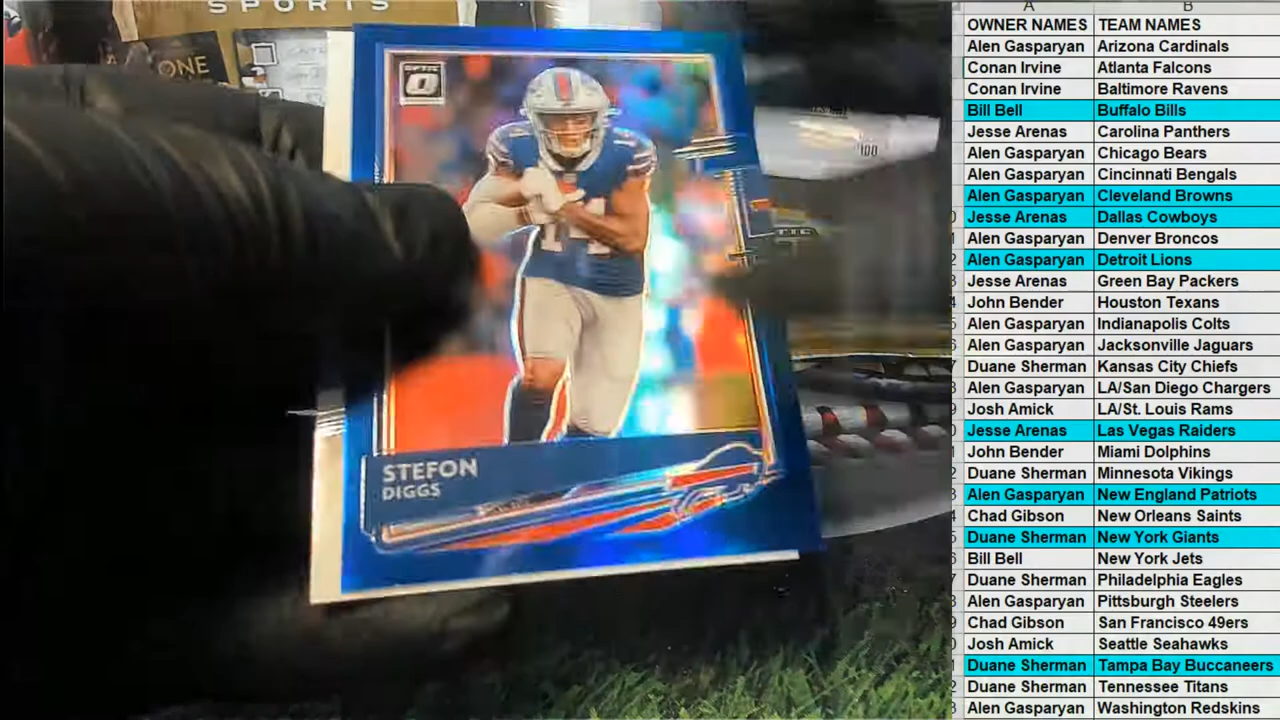 SPORTS
ONE
OPTIC
STEFON
DIGGS
100
A B
OWNER NAMES TEAM NAMES
Alen Gasparyan Arizona Cardinals
Conan Irvine Atlanta Falcons
Conan Irvine Baltimore Ravens
Bill Bell Buffalo Bills
Jesse Arenas Carolina Panthers
Alen Gasparyan Chicago Bears
Alen Gasparyan Cincinnati Bengals
Alen Gasparyan Cleveland Browns
Jesse Arenas Dallas Cowboys
Alen Gasparyan Denver Broncos
Alen Gasparyan Detroit Lions
Jesse Arenas Green Bay Packers
John Bender Houston Texans
Alen Gasparyan Indianapolis Colts
Alen Gasparyan Jacksonville Jaguars
Duane Sherman Kansas City Chiefs
Alen Gasparyan LA/San Diego Chargers
Josh Amick LA/St. Louis Rams
Jesse Arenas Las Vegas Raiders
John Bender Miami Dolphins
Duane Sherman Minnesota Vikings
Alen Gasparyan New England Patriots
Chad Gibson New Orleans Saints
Duane Sherman New York Giants
Bill Bell New York Jets
Duane Sherman Philadelphia Eagles
Alen Gasparyan Pittsburgh Steelers
Chad Gibson San Francisco 49ers
Josh Amick Seattle Seahawks
Duane Sherman Tampa Bay Buccaneers
Duane Sherman Tennessee Titans
Alen Gasparyan Washington Redskins